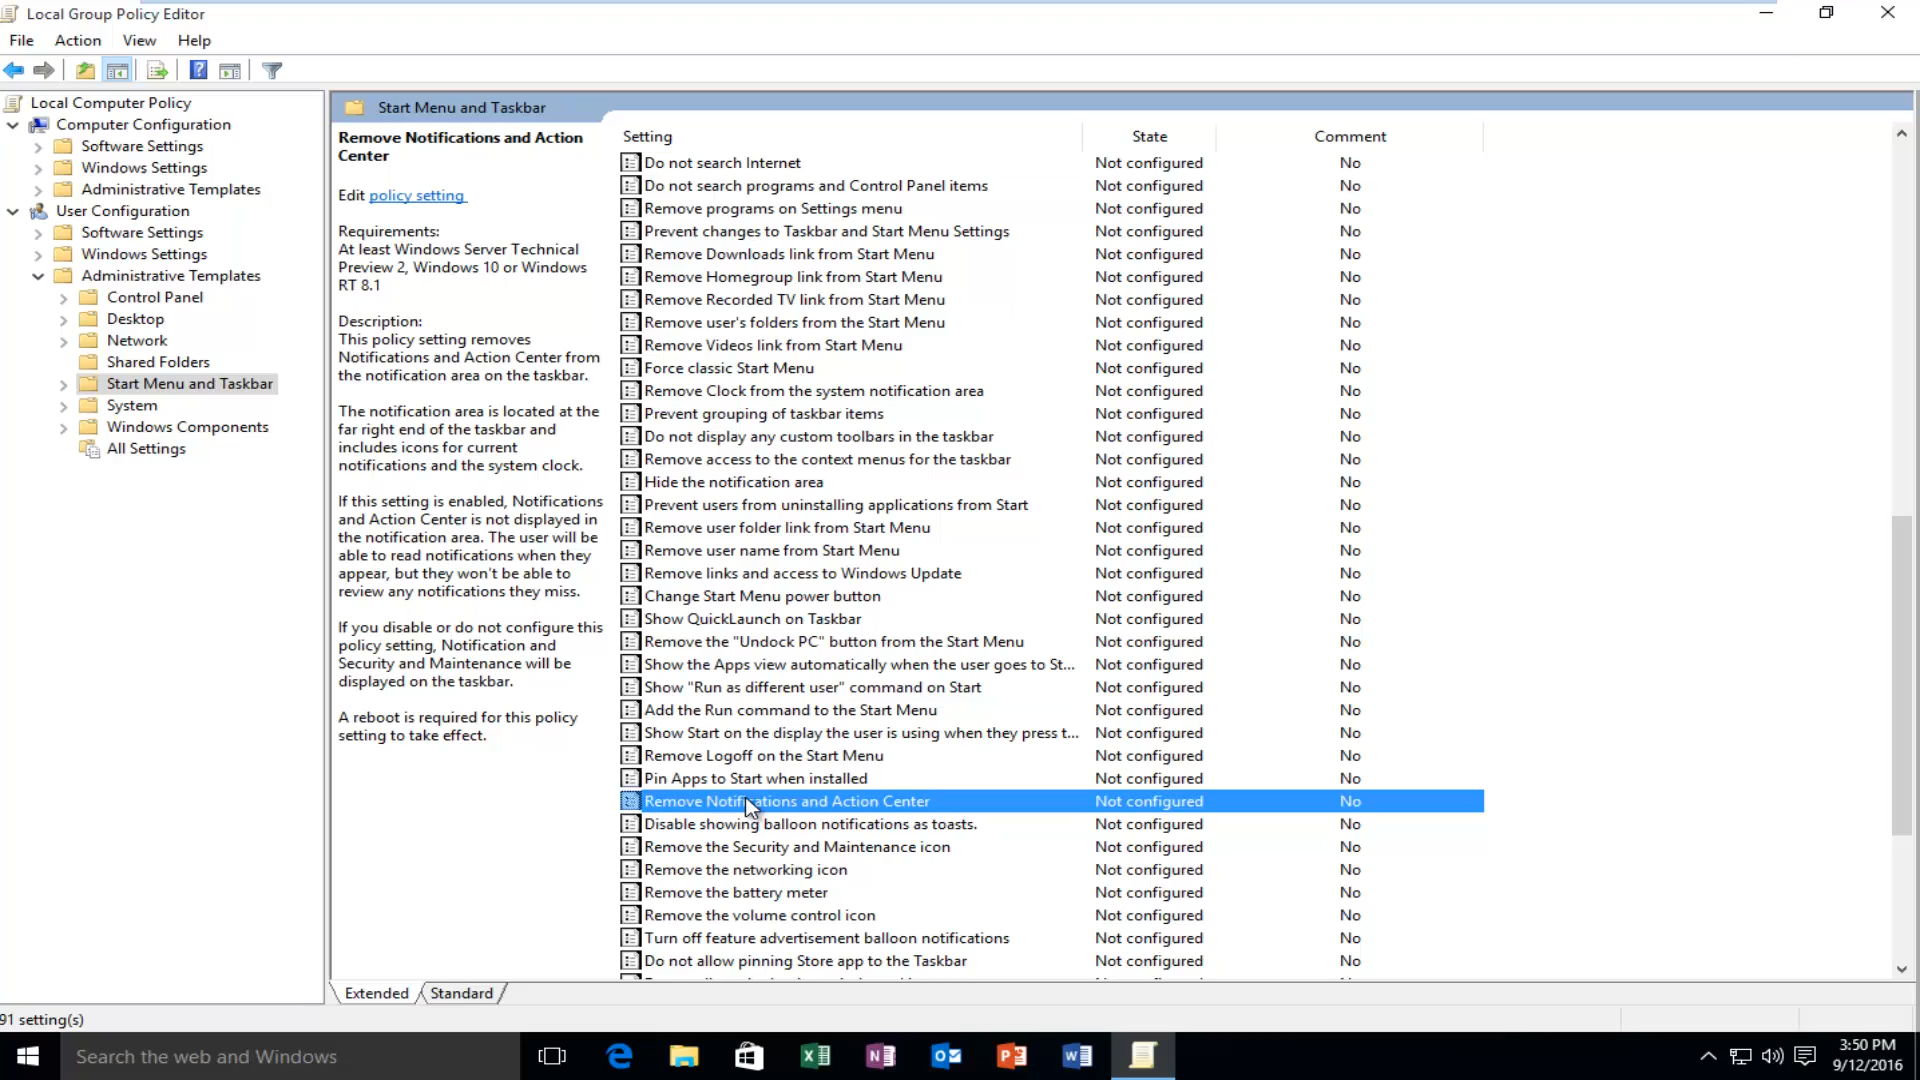 Local Group Policy Editor
File Action View Help
Local Computer Policy
Computer Configuration
Software Settings
Windows Settings
Administrative Templates
User Configuration
Software Settings
Windows Settings
Administrative Templates
Control Panel
Desktop
Network
Shared Folders
Start Menu and Taskbar
System
Windows Components
All Settings
Start Menu and Taskbar
Remove Notifications and Action
Center
Edit policy setting
Requirements:
At least Windows Server Technical
Preview 2, Windows 10 or Windows
RT 8.1
Description:
This policy setting removes
Notifications and Action Center from
the notification area on the taskbar.
The notification area is located at the
far right end of the taskbar and
includes icons for current
notifications and the system clock.
If this setting is enabled, Notifications
and Action Center is not displayed in
the notification area. The user will be
able to read notifications when they
appear, but they won't be able to
review any notifications they miss.
If you disable or do not configure this
policy setting, Notification and
Security and Maintenance will be
displayed on the taskbar.
A reboot is required for this policy
setting to take effect.
Setting State Comment
Do not search Internet Not configured No
Do not search programs and Control Panel items Not configured No
Remove programs on Settings menu Not configured No
Prevent changes to Taskbar and Start Menu Settings Not configured No
Remove Downloads link from Start Menu Not configured No
Remove Homegroup link from Start Menu Not configured No
Remove Recorded TV link from Start Menu Not configured No
Remove user's folders from the Start Menu Not configured No
Remove Videos link from Start Menu Not configured No
Force classic Start Menu Not configured No
Remove Clock from the system notification area Not configured No
Prevent grouping of taskbar items Not configured No
Do not display any custom toolbars in the taskbar Not configured No
Remove access to the context menus for the taskbar Not configured No
Hide the notification area Not configured No
Prevent users from uninstalling applications from Start Not configured No
Remove user folder link from Start Menu Not configured No
Remove user name from Start Menu Not configured No
Remove links and access to Windows Update Not configured No
Change Start Menu power button Not configured No
Show QuickLaunch on Taskbar Not configured No
Remove the "Undock PC" button from the Start Menu Not configured No
Show the Apps view automatically when the user goes to St... Not configured No
Show "Run as different user" command on Start Not configured No
Add the Run command to the Start Menu Not configured No
Show Start on the display the user is using when they press t... Not configured No
Remove Logoff on the Start Menu Not configured No
Pin Apps to Start when installed Not configured No
Remove Notifications and Action Center Not configured No
Disable showing balloon notifications as toasts. Not configured No
Remove the Security and Maintenance icon Not configured No
Remove the networking icon Not configured No
Remove the battery meter Not configured No
Remove the volume control icon Not configured No
Turn off feature advertisement balloon notifications Not configured No
Do not allow pinning Store app to the Taskbar Not configured No
Extended Standard
91 setting(s)
Search the web and Windows
3:50 PM
9/12/2016